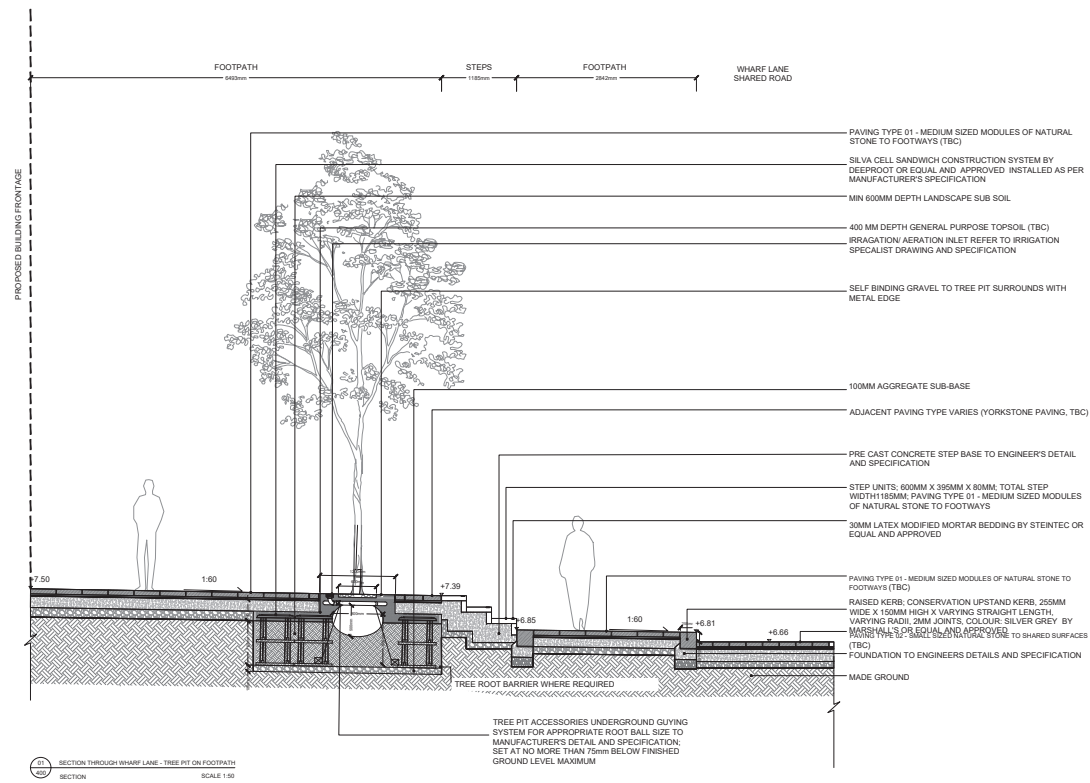 FOOTPATH
6493mm
STEPS
1185mm
FOOTPATH
2842mm
WHARF LANE
SHARED ROAD
PROPOSED BUILDING FRONTAGE
PAVING TYPE 01 - MEDIUM SIZED MODULES OF NATURAL
STONE TO FOOTWAYS (TBC)
SILVA CELL SANDWICH CONSTRUCTION SYSTEM BY
DEEPROOT OR EQUAL AND APPROVED INSTALLED AS PER
MANUFACTURER'S SPECIFICATION
MIN 600MM DEPTH LANDSCAPE SUB SOIL
400 MM DEPTH GENERAL PURPOSE TOPSOIL (TBC)
IRRAGATION/ AERATION INLET REFER TO IRRIGATION
SPECALIST DRAWING AND SPECIFICATION
SELF BINDING GRAVEL TO TREE PIT SURROUNDS WITH
METAL EDGE
100MM AGGREGATE SUB-BASE
ADJACENT PAVING TYPE VARIES (YORKSTONE PAVING, TBC)
PRE CAST CONCRETE STEP BASE TO ENGINEER'S DETAIL
AND SPECIFICATION
STEP UNITS; 600MM X 395MM X 80MM; TOTAL STEP
WIDTH1185MM; PAVING TYPE 01 - MEDIUM SIZED MODULES
OF NATURAL STONE TO FOOTWAYS
30MM LATEX MODIFIED MORTAR BEDDING BY STEINTEC OR
EQUAL AND APPROVED
PAVING TYPE 01 - MEDIUM SIZED MODULES OF NATURAL STONE TO
FOOTWAYS (TBC)
RAISED KERB; CONSERVATION UPSTAND KERB, 255MM
WIDE X 150MM HIGH X VARYING STRAIGHT LENGTH,
VARYING RADII, 2MM JOINTS, COLOUR: SILVER GREY BY
MARSHALL'S OR EQUAL AND APPROVED
PAVING TYPE 02 - SMALL SIZED NATURAL STONE TO SHARED SURFACES
(TBC)
FOUNDATION TO ENGINEERS DETAILS AND SPECIFICATION
MADE GROUND
+7.50
1:60
+7.39
+6.85
1:60
+6.81
+6.66
TREE ROOT BARRIER WHERE REQUIRED
TREE PIT ACCESSORIES UNDERGROUND GUYING
SYSTEM FOR APPROPRIATE ROOT BALL SIZE TO
MANUFACTURER'S DETAIL AND SPECIFICATION;
SET AT NO MORE THAN 75mm BELOW FINISHED
GROUND LEVEL MAXIMUM
01
400
SECTION THROUGH WHARF LANE - TREE PIT ON FOOTPATH
SECTION
SCALE 1:50